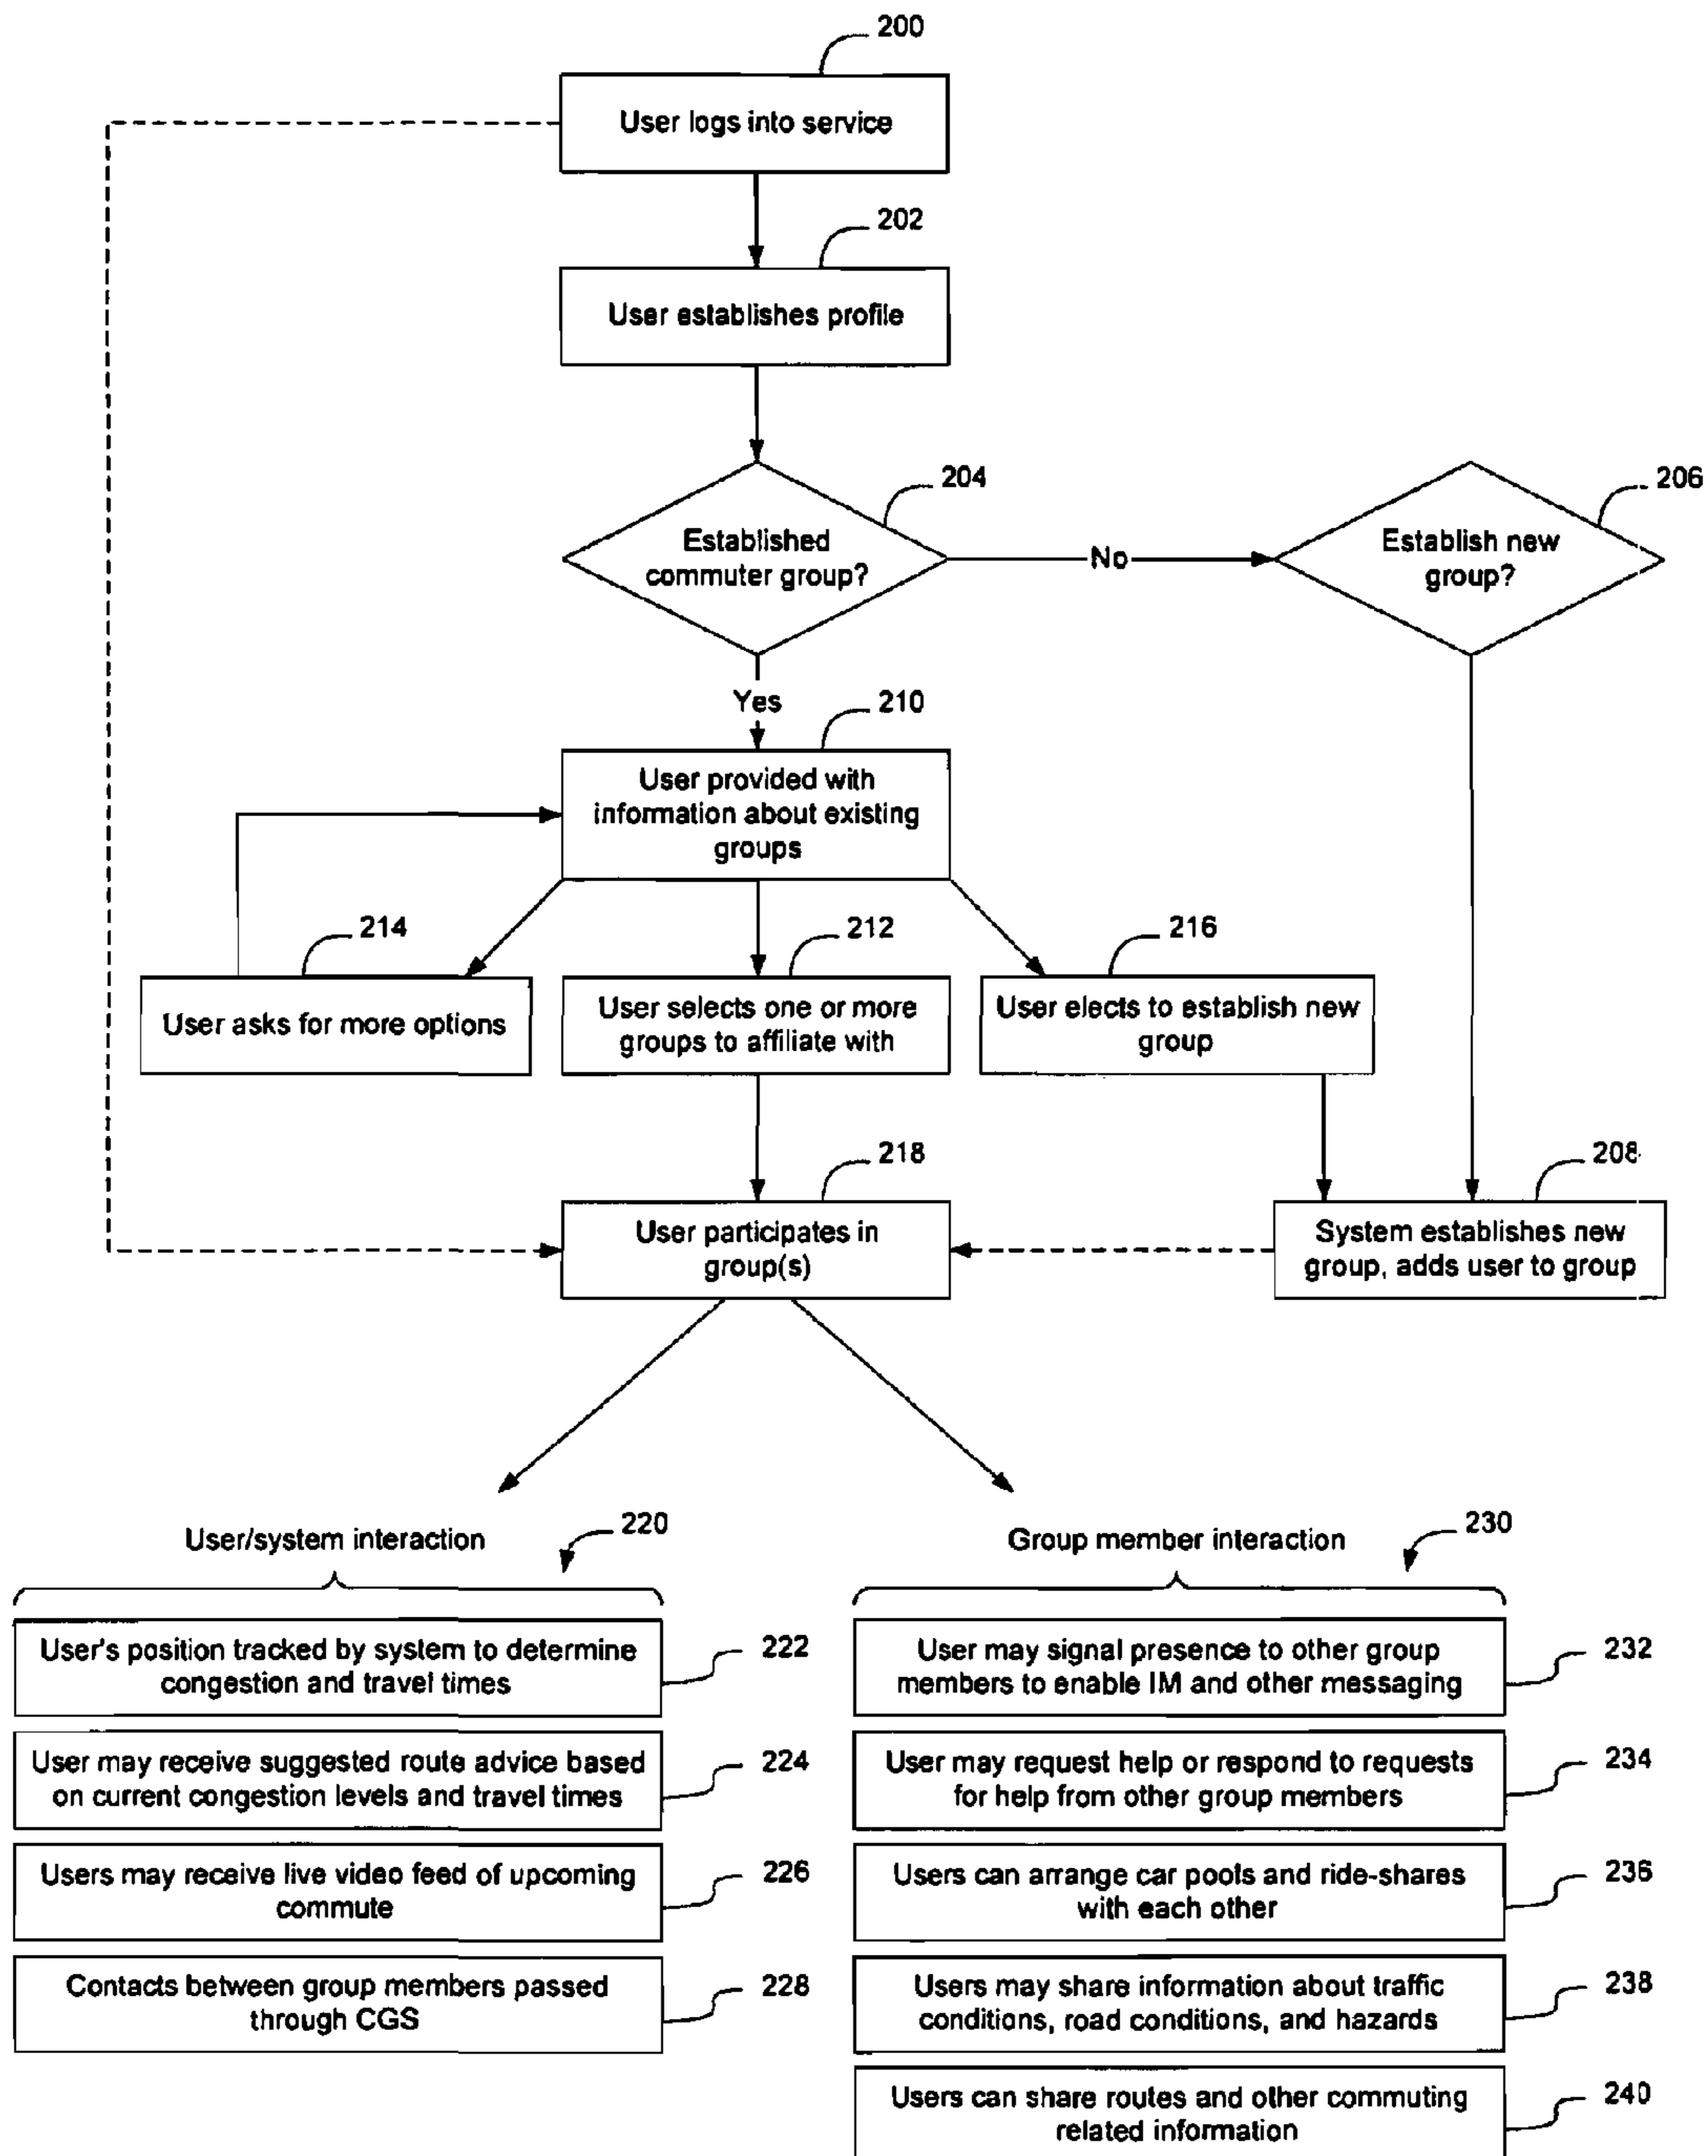 200
User logs into service
202
User establishes profile
204
Established
commuter group?
No
206
Establish new
group?
Yes
210
User provided with
information about existing
groups
214
User asks for more options
212
User selects one or more
groups to affiliate with
216
User elects to establish new
group
218
User participates in
group(s)
208
System establishes new
group, adds user to group
User/system interaction
220
User's position tracked by system to determine
congestion and travel times
222
User may receive suggested route advice based
on current congestion levels and travel times
224
Users may receive live video feed of upcoming
commute
226
Contacts between group members passed
through CGS
228
Group member interaction
230
User may signal presence to other group
members to enable IM and other messaging
232
User may request help or respond to requests
for help from other group members
234
Users can arrange car pools and ride-shares
with each other
236
Users may share information about traffic
conditions, road conditions, and hazards
238
Users can share routes and other commuting
related information
240